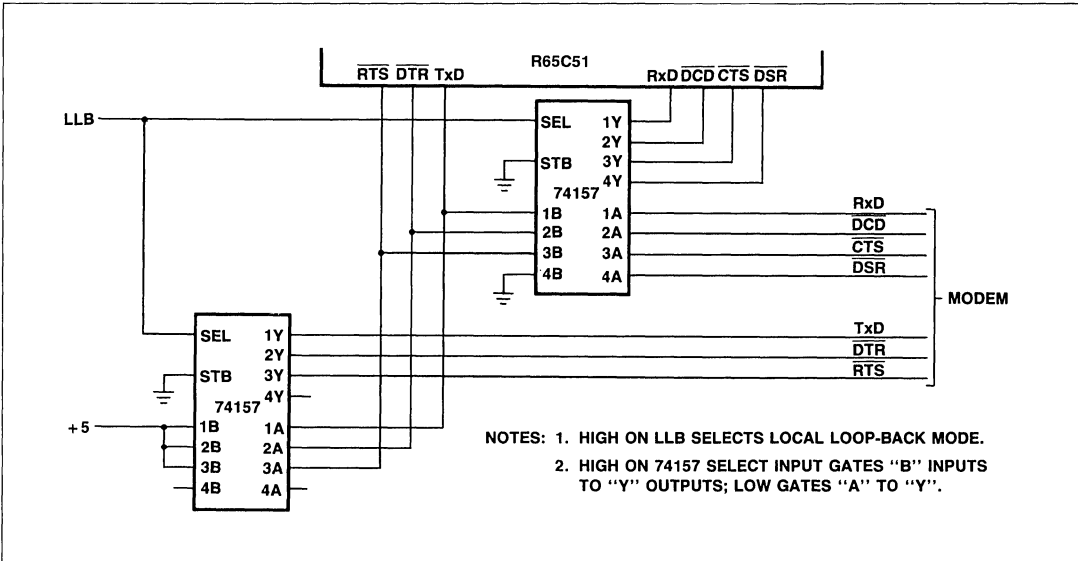 R65C51
RTS DTR TxD RxD DCD CTS DSR
LLB
SEL 1Y
2Y
STB 3Y
4Y
74157
1B 1A RxD
2B 2A DCD
3B 3A CTS
4B 4A DSR
MODEM
SEL 1Y TxD
2Y DTR
STB 3Y RTS
4Y
74157
+5 1B 1A
2B 2A
3B 3A
4B 4A
NOTES: 1. HIGH ON LLB SELECTS LOCAL LOOP-BACK MODE.
2. HIGH ON 74157 SELECT INPUT GATES "B" INPUTS
TO "Y" OUTPUTS; LOW GATES "A" TO "Y".